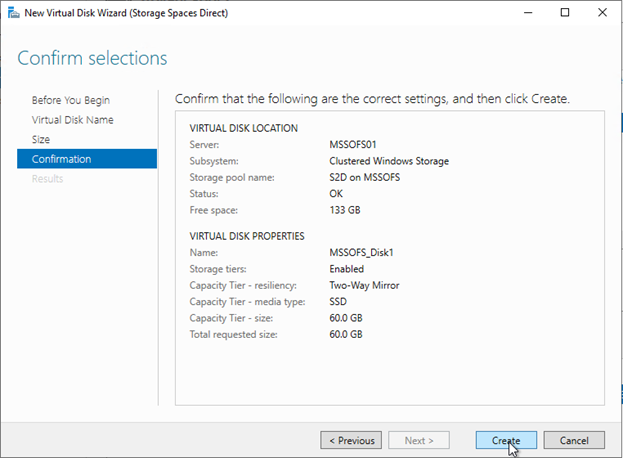 New Virtual Disk Wizard (Storage Spaces Direct)
Confirm selections
Before You Begin
Virtual Disk Name
Size
Confirmation
Results
Confirm that the following are the correct settings, and then click Create.
VIRTUAL DISK LOCATION
Server: MSSOFS01
Subsystem: Clustered Windows Storage
Storage pool name: S2D on MSSOFS
Status: OK
Free space: 133 GB
VIRTUAL DISK PROPERTIES
Name: MSSOFS_Disk1
Storage tiers: Enabled
Capacity Tier - resiliency: Two-Way Mirror
Capacity Tier - media type: SSD
Capacity Tier - size: 60.0 GB
Total requested size: 60.0 GB
< Previous Next > Create Cancel